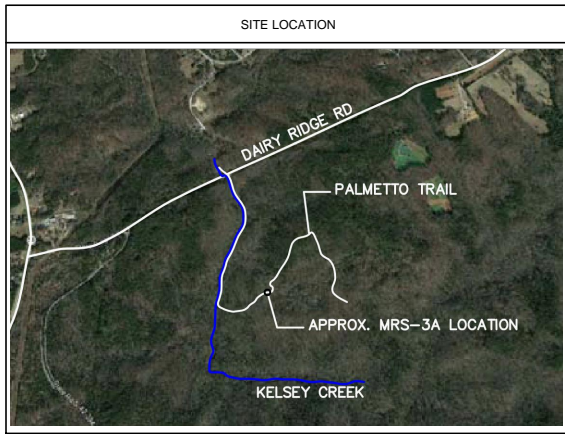 SITE LOCATION
DAIRY RIDGE RD
PALMETTO TRAIL
APPROX. MRS-3A LOCATION
KELSEY CREEK